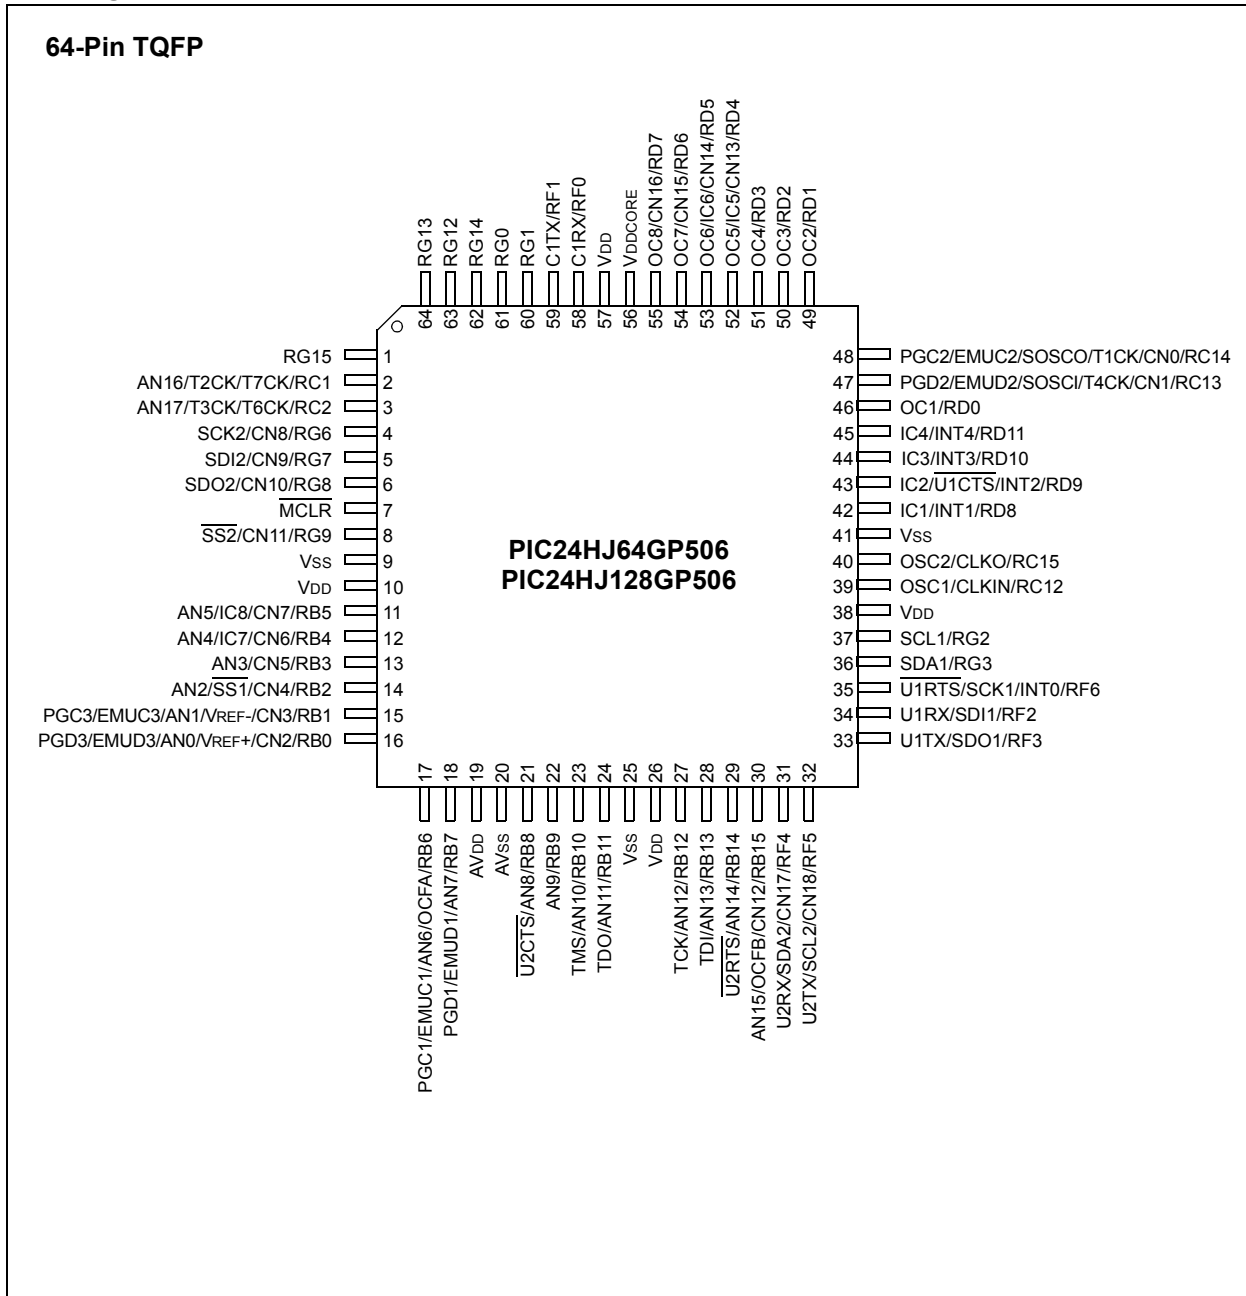 64-Pin TQFP
RG13
RG12
RG14
RG0
RG1
C1TX/RF1
C1RX/RF0
VDD
VDDCORE
OC8/CN16/RD7
OC7/CN15/RD6
OC6/IC6/CN14/RD5
OC5/IC5/CN13/RD4
OC4/RD3
OC3/RD2
OC2/RD1
64
63
62
61
60
59
58
57
56
55
54
53
52
51
50
49
RG15 1
AN16/T2CK/T7CK/RC1 2
AN17/T3CK/T6CK/RC2 3
SCK2/CN8/RG6 4
SDI2/CN9/RG7 5
SDO2/CN10/RG8 6
MCLR 7
SS2/CN11/RG9 8
VSS 9
VDD 10
AN5/IC8/CN7/RB5 11
AN4/IC7/CN6/RB4 12
AN3/CN5/RB3 13
AN2/SS1/CN4/RB2 14
PGC3/EMUC3/AN1/VREF-/CN3/RB1 15
PGD3/EMUD3/AN0/VREF+/CN2/RB0 16
PIC24HJ64GP506
PIC24HJ128GP506
48 PGC2/EMUC2/SOSCO/T1CK/CN0/RC14
47 PGD2/EMUD2/SOSCI/T4CK/CN1/RC13
46 OC1/RD0
45 IC4/INT4/RD11
44 IC3/INT3/RD10
43 IC2/U1CTS/INT2/RD9
42 IC1/INT1/RD8
41 VSS
40 OSC2/CLKO/RC15
39 OSC1/CLKIN/RC12
38 VDD
37 SCL1/RG2
36 SDA1/RG3
35 U1RTS/SCK1/INT0/RF6
34 U1RX/SDI1/RF2
33 U1TX/SDO1/RF3
17
18
19
20
21
22
23
24
25
26
27
28
29
30
31
32
PGC1/EMUC1/AN6/OCFA/RB6
PGD1/EMUD1/AN7/RB7
AVDD
AVSS
U2CTS/AN8/RB8
AN9/RB9
TMS/AN10/RB10
TDO/AN11/RB11
VSS
VDD
TCK/AN12/RB12
TDI/AN13/RB13
U2RTS/AN14/RB14
AN15/OCFB/CN12/RB15
U2RX/SDA2/CN17/RF4
U2TX/SCL2/CN18/RF5